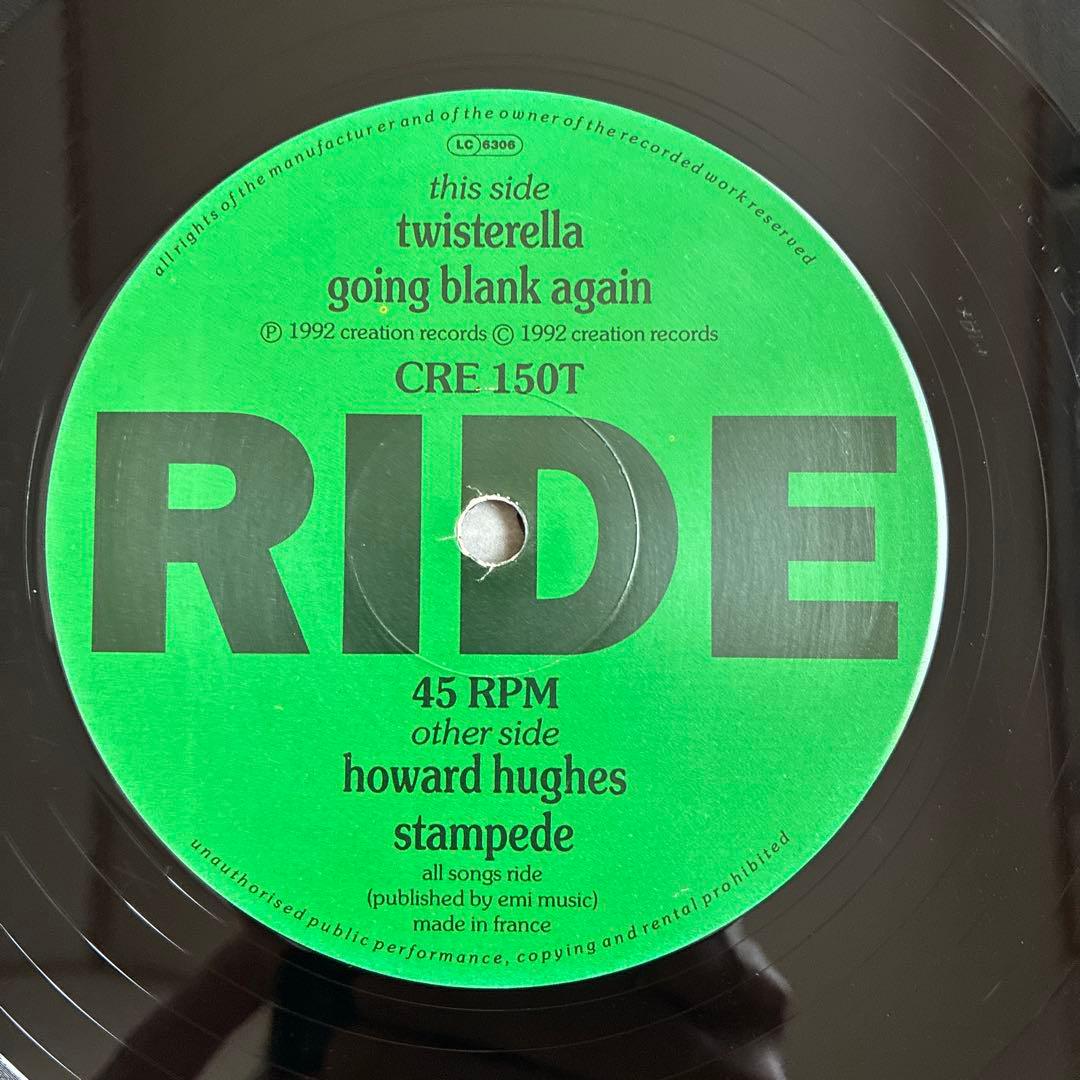 all rights of the manufacturer and of the owner of the recorded work reserved
LC 6306
this side
twisterella
going blank again
℗ 1992 creation records © 1992 creation records
CRE 150T
RIDE
45 RPM
other side
howard hughes
stampede
all songs ride
(published by emi music)
made in france
unauthorised public performance, copying and rental prohibited